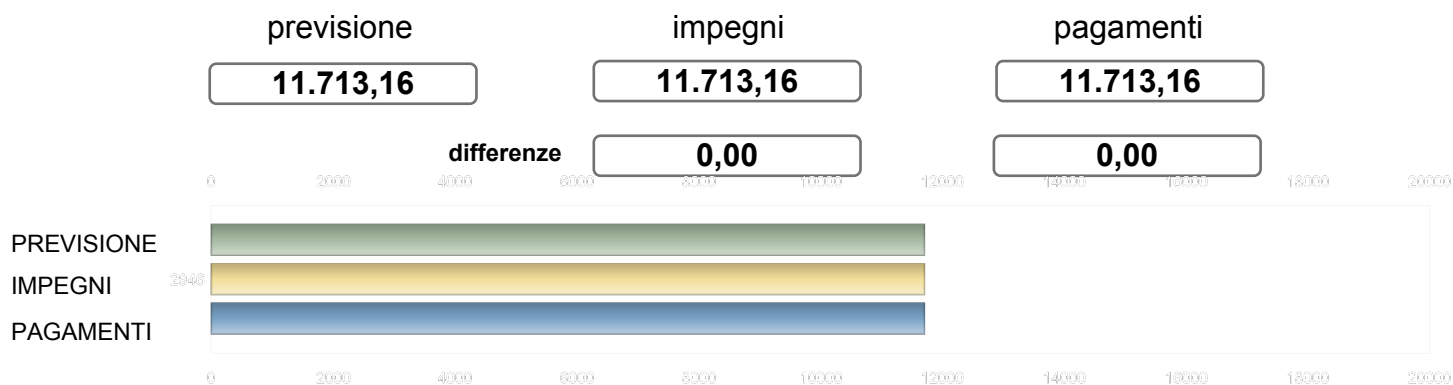 previsione impegni pagamenti
11.713,16 11.713,16 11.713,16
differenze 0,00 0,00
0 2000 4000 6000 8000 10000 12000 14000 16000 18000 20000
PREVISIONE
IMPEGNI 2946
PAGAMENTI
0 2000 4000 6000 8000 10000 12000 14000 16000 18000 20000